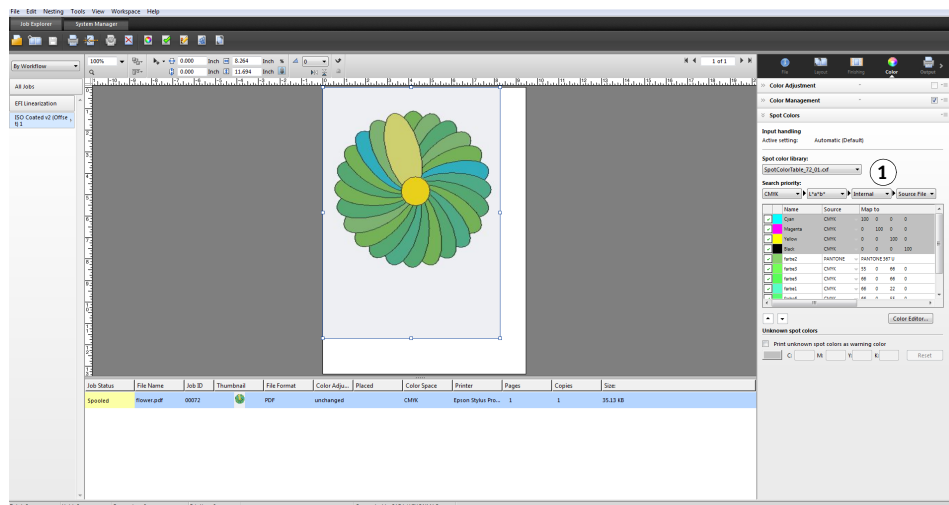 File Edit Nesting Tools View Workspace Help
Job Explorer System Manager
By Workflow
All Jobs
EFI Linearization
ISO Coated v2 (Offse
t) 1
100% 0.000 Inch 8.264 Inch % 0 1 of 1
0.000 Inch 11.694 Inch
File Layout Printing Color Output
Color Adjustment
Color Management
Spot Colors
Input handling
Active setting: Automatic (Default)
Spot color library:
SpotColorTable_72_01.crf
1
Search priority:
CMYK L*a*b* Internal Source File
Name Source Map to
Cyan CMYK 100 0 0 0
Magenta CMYK 0 100 0 0
Yellow CMYK 0 0 100 0
Black CMYK 0 0 0 100
farbe2 PANTONE PANTONE 367 U
farbe3 CMYK 55 0 66 0
farbe5 CMYK 66 0 66 0
farbe1 CMYK 66 0 22 0
Color Editor...
Unknown spot colors
Print unknown spot colors as warning color
C: M: Y: K: Reset
Job Status File Name Job ID Thumbnail File Format Color Adju... Placed Color Space Printer Pages Copies Size:
Spooled flower.pdf 00072 PDF unchanged CMYK Epson Stylus Pro... 1 1 35.13 KB